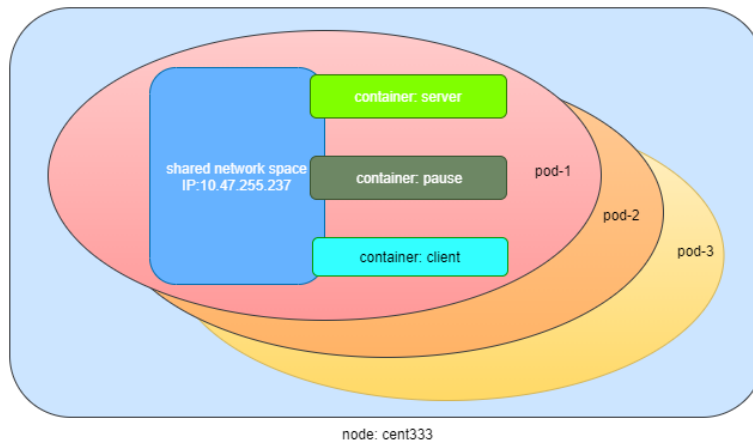 container: server
shared network space
IP:10.47.255.237
container: pause
pod-1
container: client
pod-2
pod-3
node: cent333